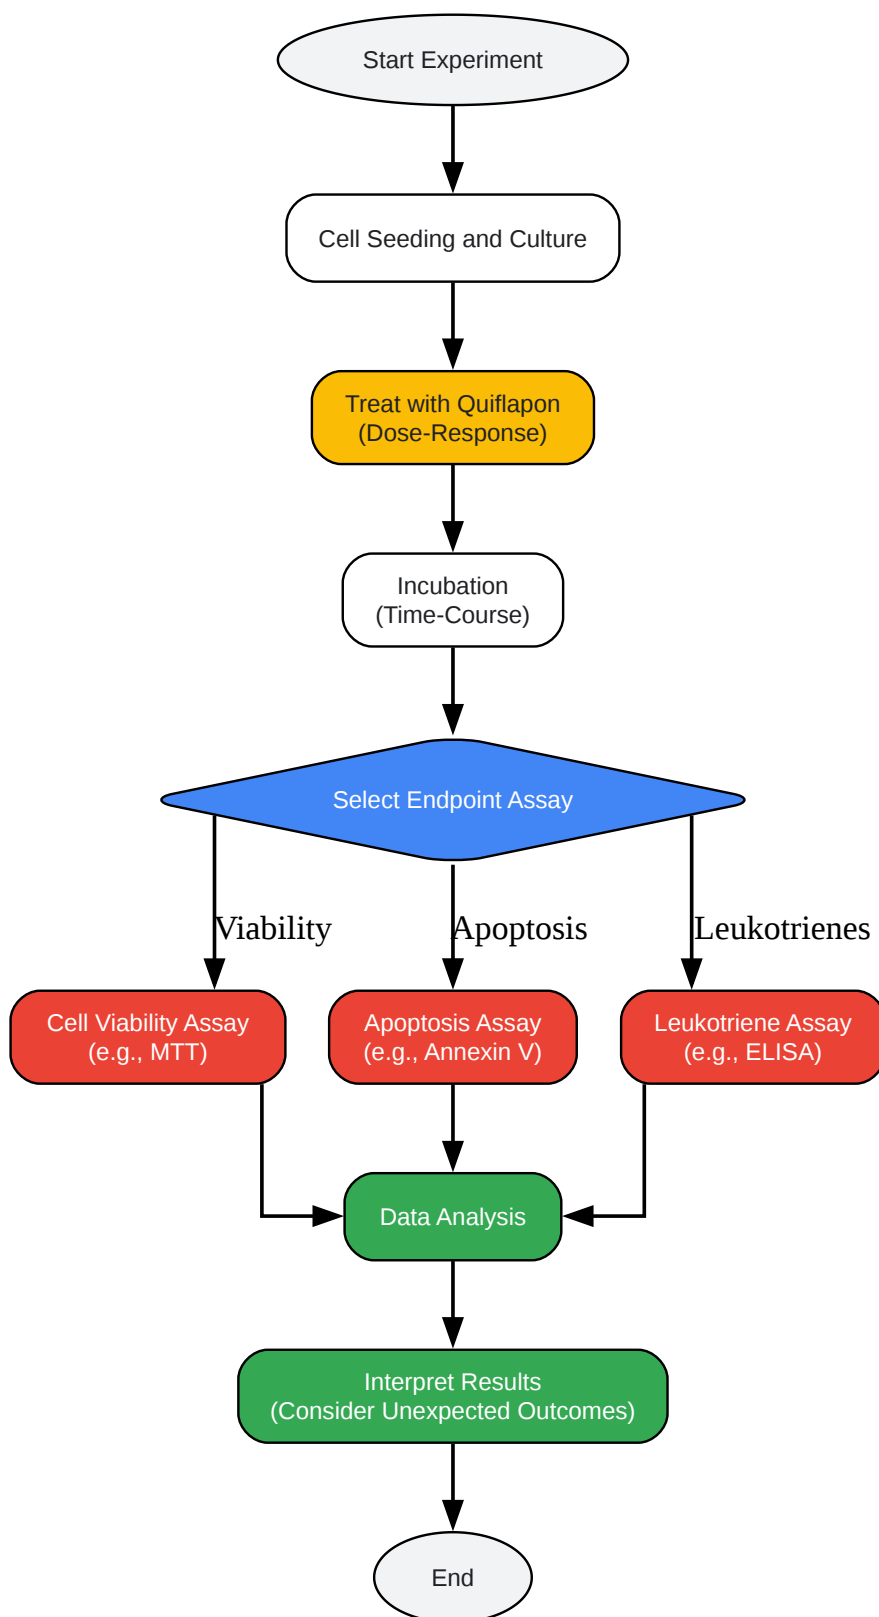 Start Experiment
Cell Seeding and Culture
Treat with Quiflapon
(Dose-Response)
Incubation
(Time-Course)
Select Endpoint Assay
Viability
Apoptosis
Leukotrienes
Cell Viability Assay
(e.g., MTT)
Apoptosis Assay
(e.g., Annexin V)
Leukotriene Assay
(e.g., ELISA)
Data Analysis
Interpret Results
(Consider Unexpected Outcomes)
End